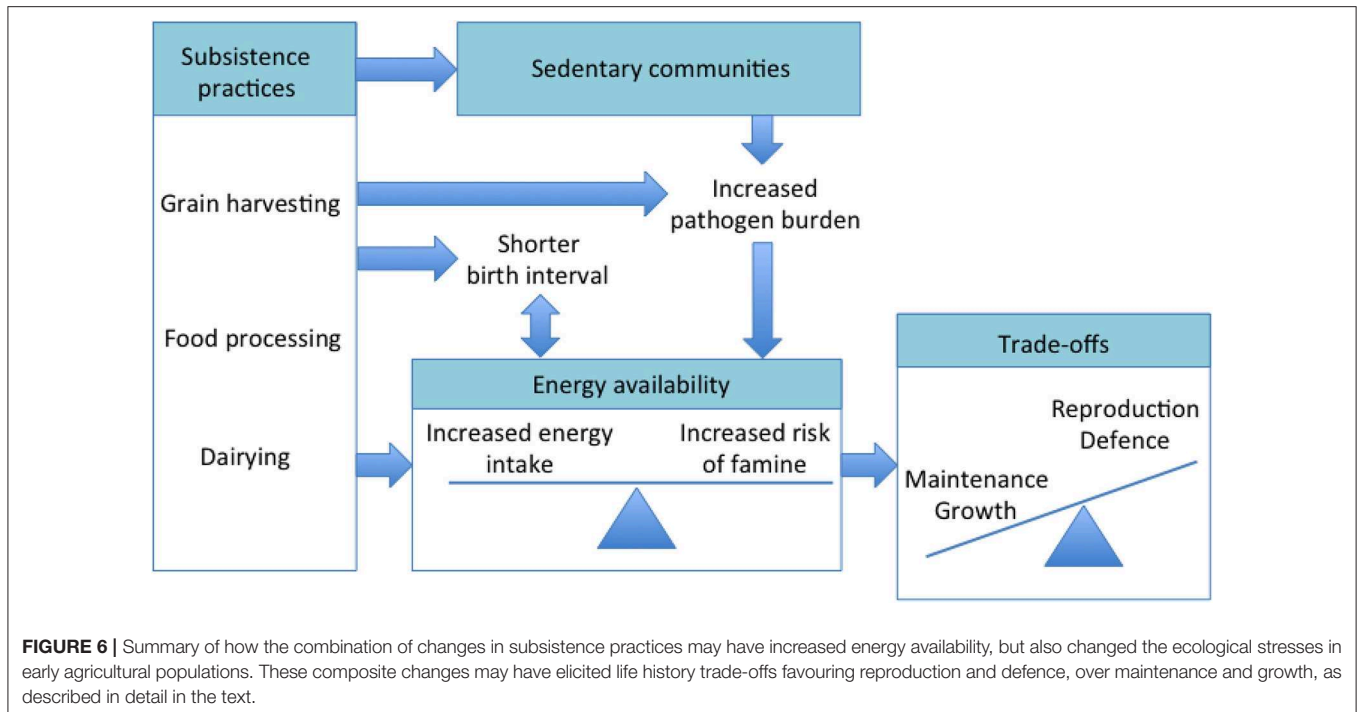 Subsistence
practices
Sedentary communities
Grain harvesting
Increased
pathogen burden
Shorter
birth interval
Food processing
Trade-offs
Energy availability
Reproduction
Defence
Increased energy
intake
Increased risk
of famine
Dairying
Maintenance
Growth
FIGURE 6 | Summary of how the combination of changes in subsistence practices may have increased energy availability, but also changed the ecological stresses in
early agricultural populations. These composite changes may have elicited life history trade-offs favouring reproduction and defence, over maintenance and growth, as
described in detail in the text.